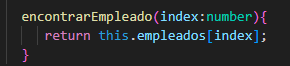 encontrarEmpleado(index:number){
return this.empleados[index];
}